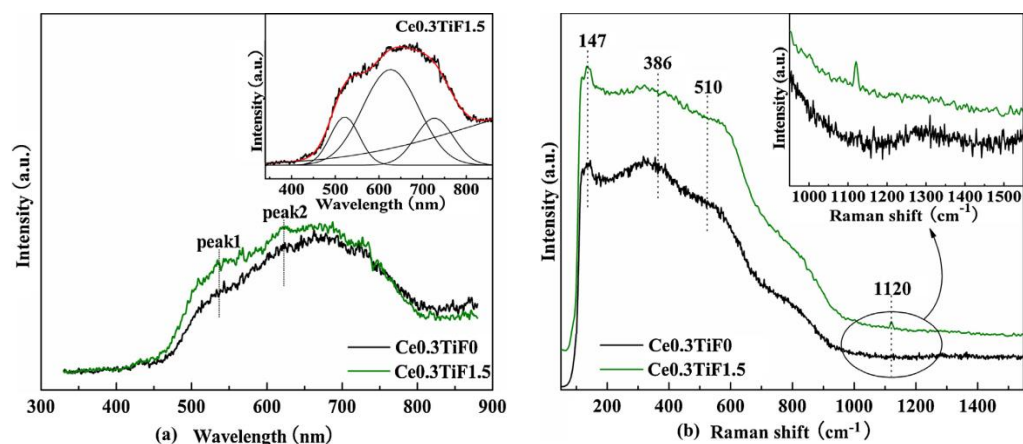 Ce0.3TiF1.5
Intensity (a.u.)
400 500 600 700 800
Wavelength (nm)
peak1
peak2
Intensity (a.u.)
Ce0.3TiF0
Ce0.3TiF1.5
300 400 500 600 700 800 900
(a) Wavelength (nm)
147
386
510
1120
Intensity (a.u.)
1000 1100 1200 1300 1400 1500
Raman shift (cm-1)
Intensity (a.u.)
Ce0.3TiF0
Ce0.3TiF1.5
200 400 600 800 1000 1200 1400
(b) Raman shift (cm-1)